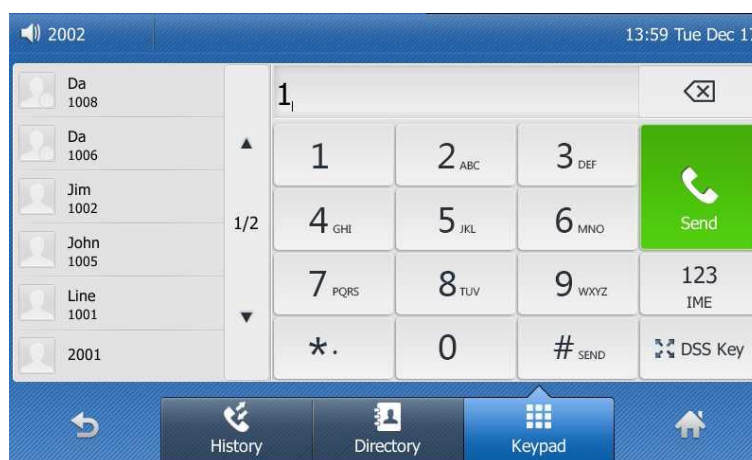 2002
13:59 Tue Dec 17
Da
1008
Da
1006
Jim
1002
John
1005
Line
1001
2001
1/2
1
1
2 ABC
3 DEF
4 GHI
5 JKL
6 MNO
7 PQRS
8 TUV
9 WXYZ
*.
0
# SEND
Send
123
IME
DSS Key
History
Directory
Keypad